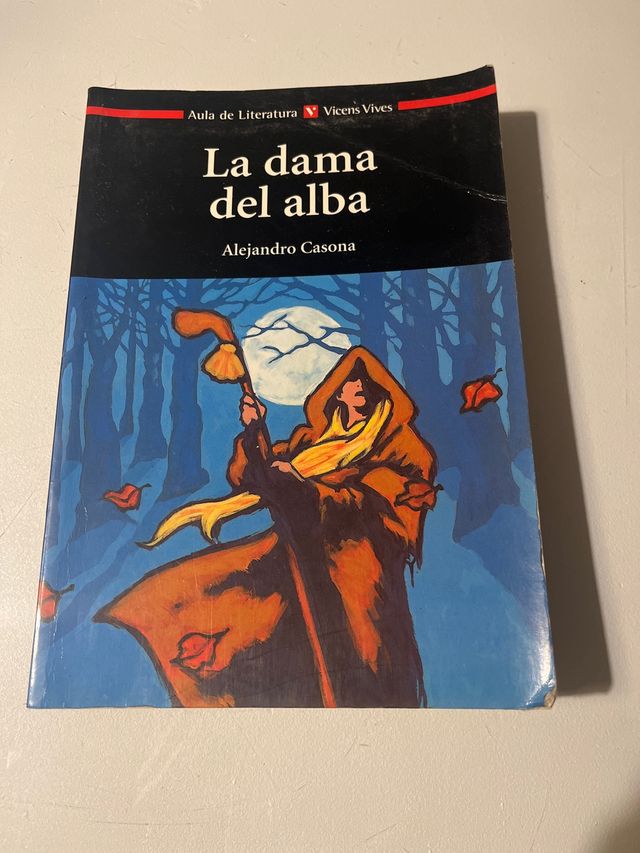 Aula de Literatura V Vicens Vives
La dama
del alba
Alejandro Casona